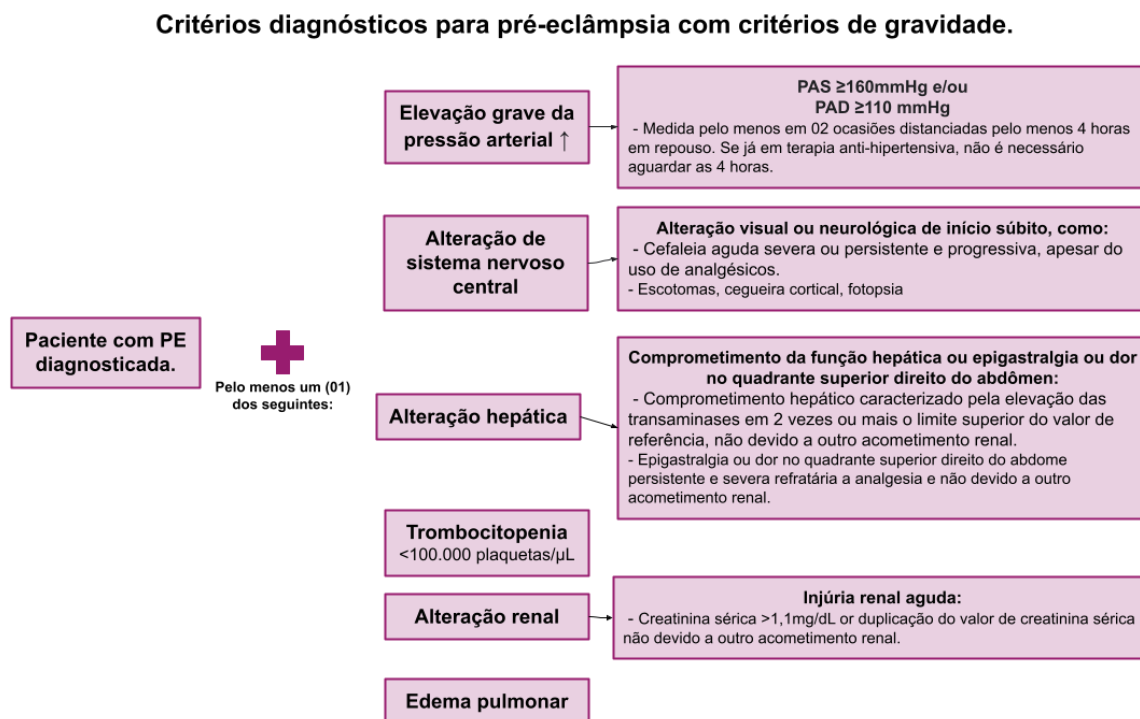 Critérios diagnósticos para pré-eclâmpsia com critérios de gravidade.
Paciente com PE
diagnosticada.
Pelo menos um (01)
dos seguintes:
Elevação grave da
pressão arterial ↑
PAS ≥160mmHg e/ou
PAD ≥110 mmHg
- Medida pelo menos em 02 ocasiões distanciadas pelo menos 4 horas
em repouso. Se já em terapia anti-hipertensiva, não é necessário
aguardar as 4 horas.
Alteração de
sistema nervoso
central
Alteração visual ou neurológica de início súbito, como:
- Cefaleia aguda severa ou persistente e progressiva, apesar do
uso de analgésicos.
- Escotomas, cegueira cortical, fotopsia
Alteração hepática
Comprometimento da função hepática ou epigastralgia ou dor
no quadrante superior direito do abdômen:
- Comprometimento hepático caracterizado pela elevação das
transaminases em 2 vezes ou mais o limite superior do valor de
referência, não devido a outro acometimento renal.
- Epigastralgia ou dor no quadrante superior direito do abdome
persistente e severa refratária a analgesia e não devido a outro
acometimento renal.
Trombocitopenia
<100.000 plaquetas/µL
Alteração renal
Injúria renal aguda:
- Creatinina sérica >1,1mg/dL or duplicação do valor de creatinina sérica
não devido a outro acometimento renal.
Edema pulmonar